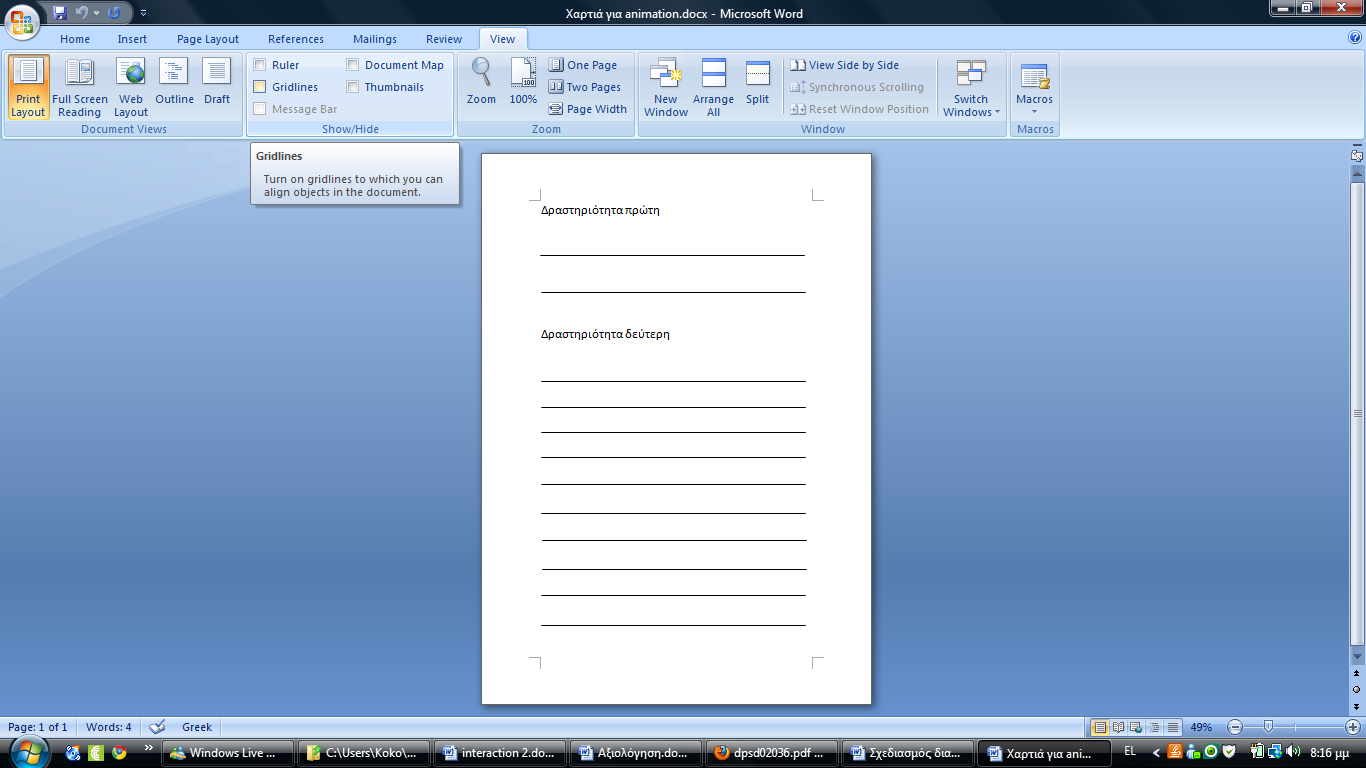 Χαρτιά για animation.docx - Microsoft Word
Home Insert Page Layout References Mailings Review View
Ruler Document Map One Page View Side by Side
Gridlines Thumbnails Two Pages Synchronous Scrolling
Message Bar Page Width Reset Window Position
Print Layout Full Screen Reading Web Layout Outline Draft Zoom 100% New Window Arrange All Split Switch Windows Macros
Document Views Show/Hide Zoom Window Macros
Gridlines
Turn on gridlines to which you can
align objects in the document.
Δραστηριότητα πρώτη
Δραστηριότητα δεύτερη
Page: 1 of 1 Words: 4 Greek 49%
Windows Live ... C:\Users\Koko\... interaction 2.do... Αξιολόγηση.do... dpsd02036.pdf ... Σχεδιασμός δια... Χαρτιά για ani... EL 8:16 μμ